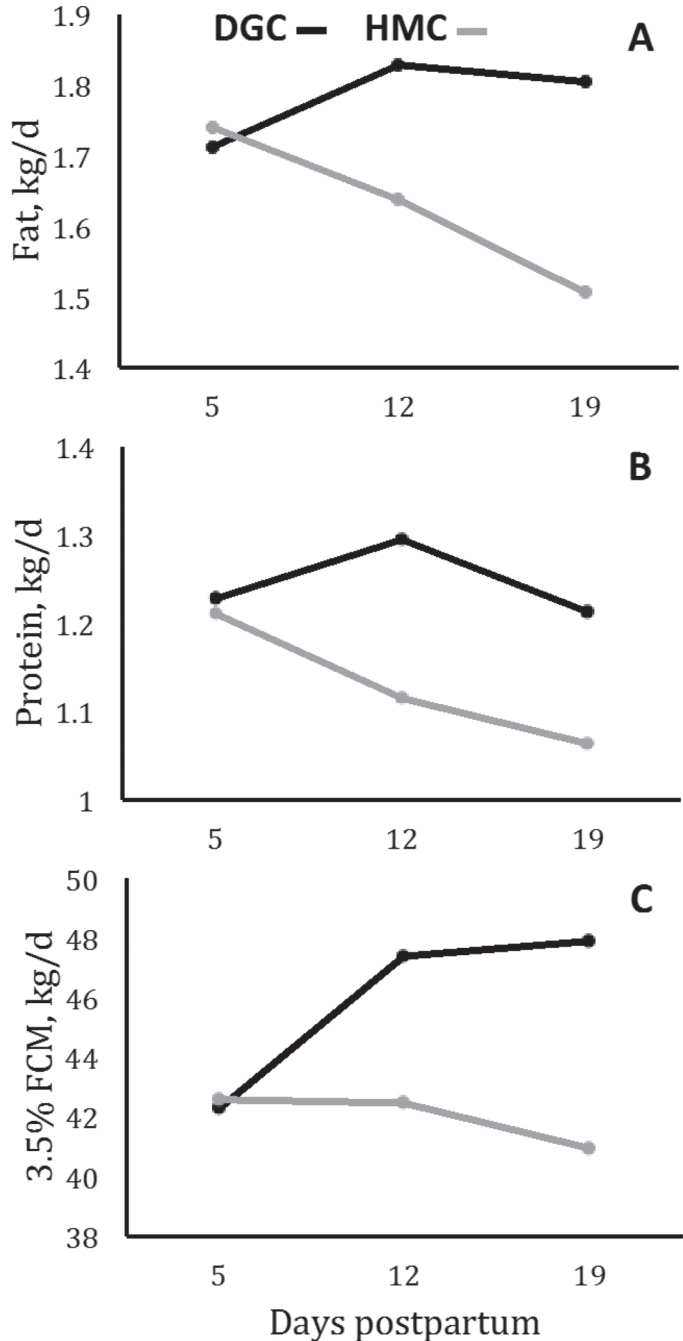 DGC HMC
A
Fat, kg/d
1.9
1.8
1.7
1.6
1.5
1.4
5 12 19
B
Protein, kg/d
1.4
1.3
1.2
1.1
1
5 12 19
C
3.5% FCM, kg/d
50
48
46
44
42
40
38
5 12 19
Days postpartum